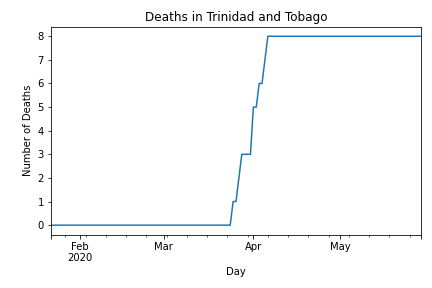 Deaths in Trinidad and Tobago
Number of Deaths
8
7
6
5
4
3
2
1
0
Feb
2020
Mar
Apr
May
Day